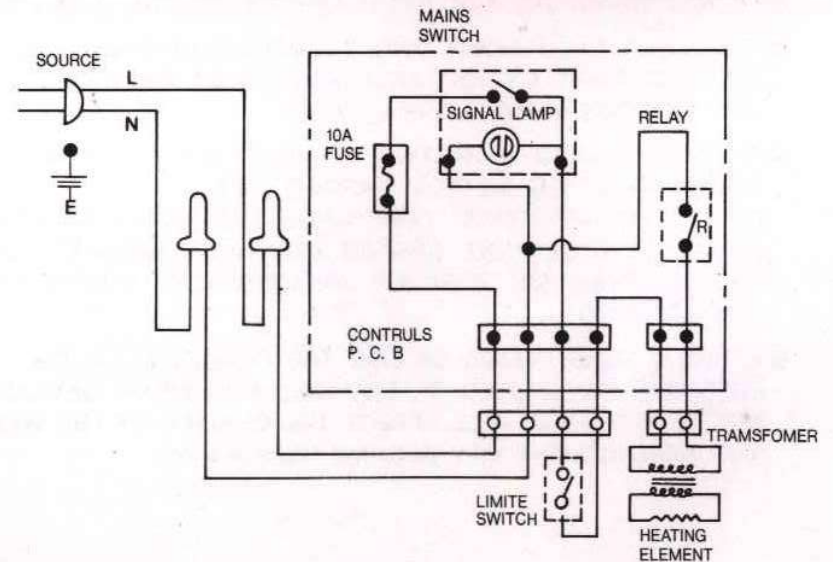 MAINS
SWITCH
SOURCE
L
N
E
10A
FUSE
SIGNAL LAMP
RELAY
R
CONTRULS
P. C. B
TRAMSFOMER
LIMITE
SWITCH
HEATING
ELEMENT